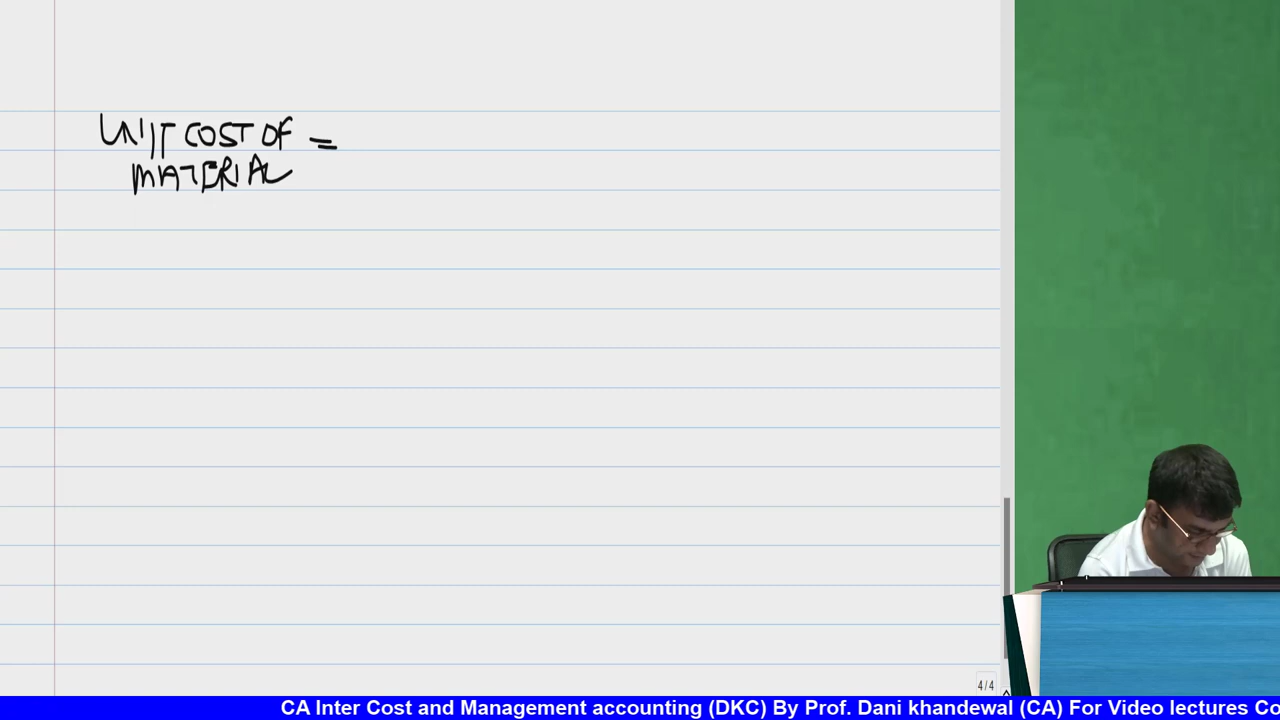 UNIT COST OF =
MATERIAL
4/4
CA Inter Cost and Management accounting (DKC) By Prof. Dani khandewal (CA) For Video lectures Co